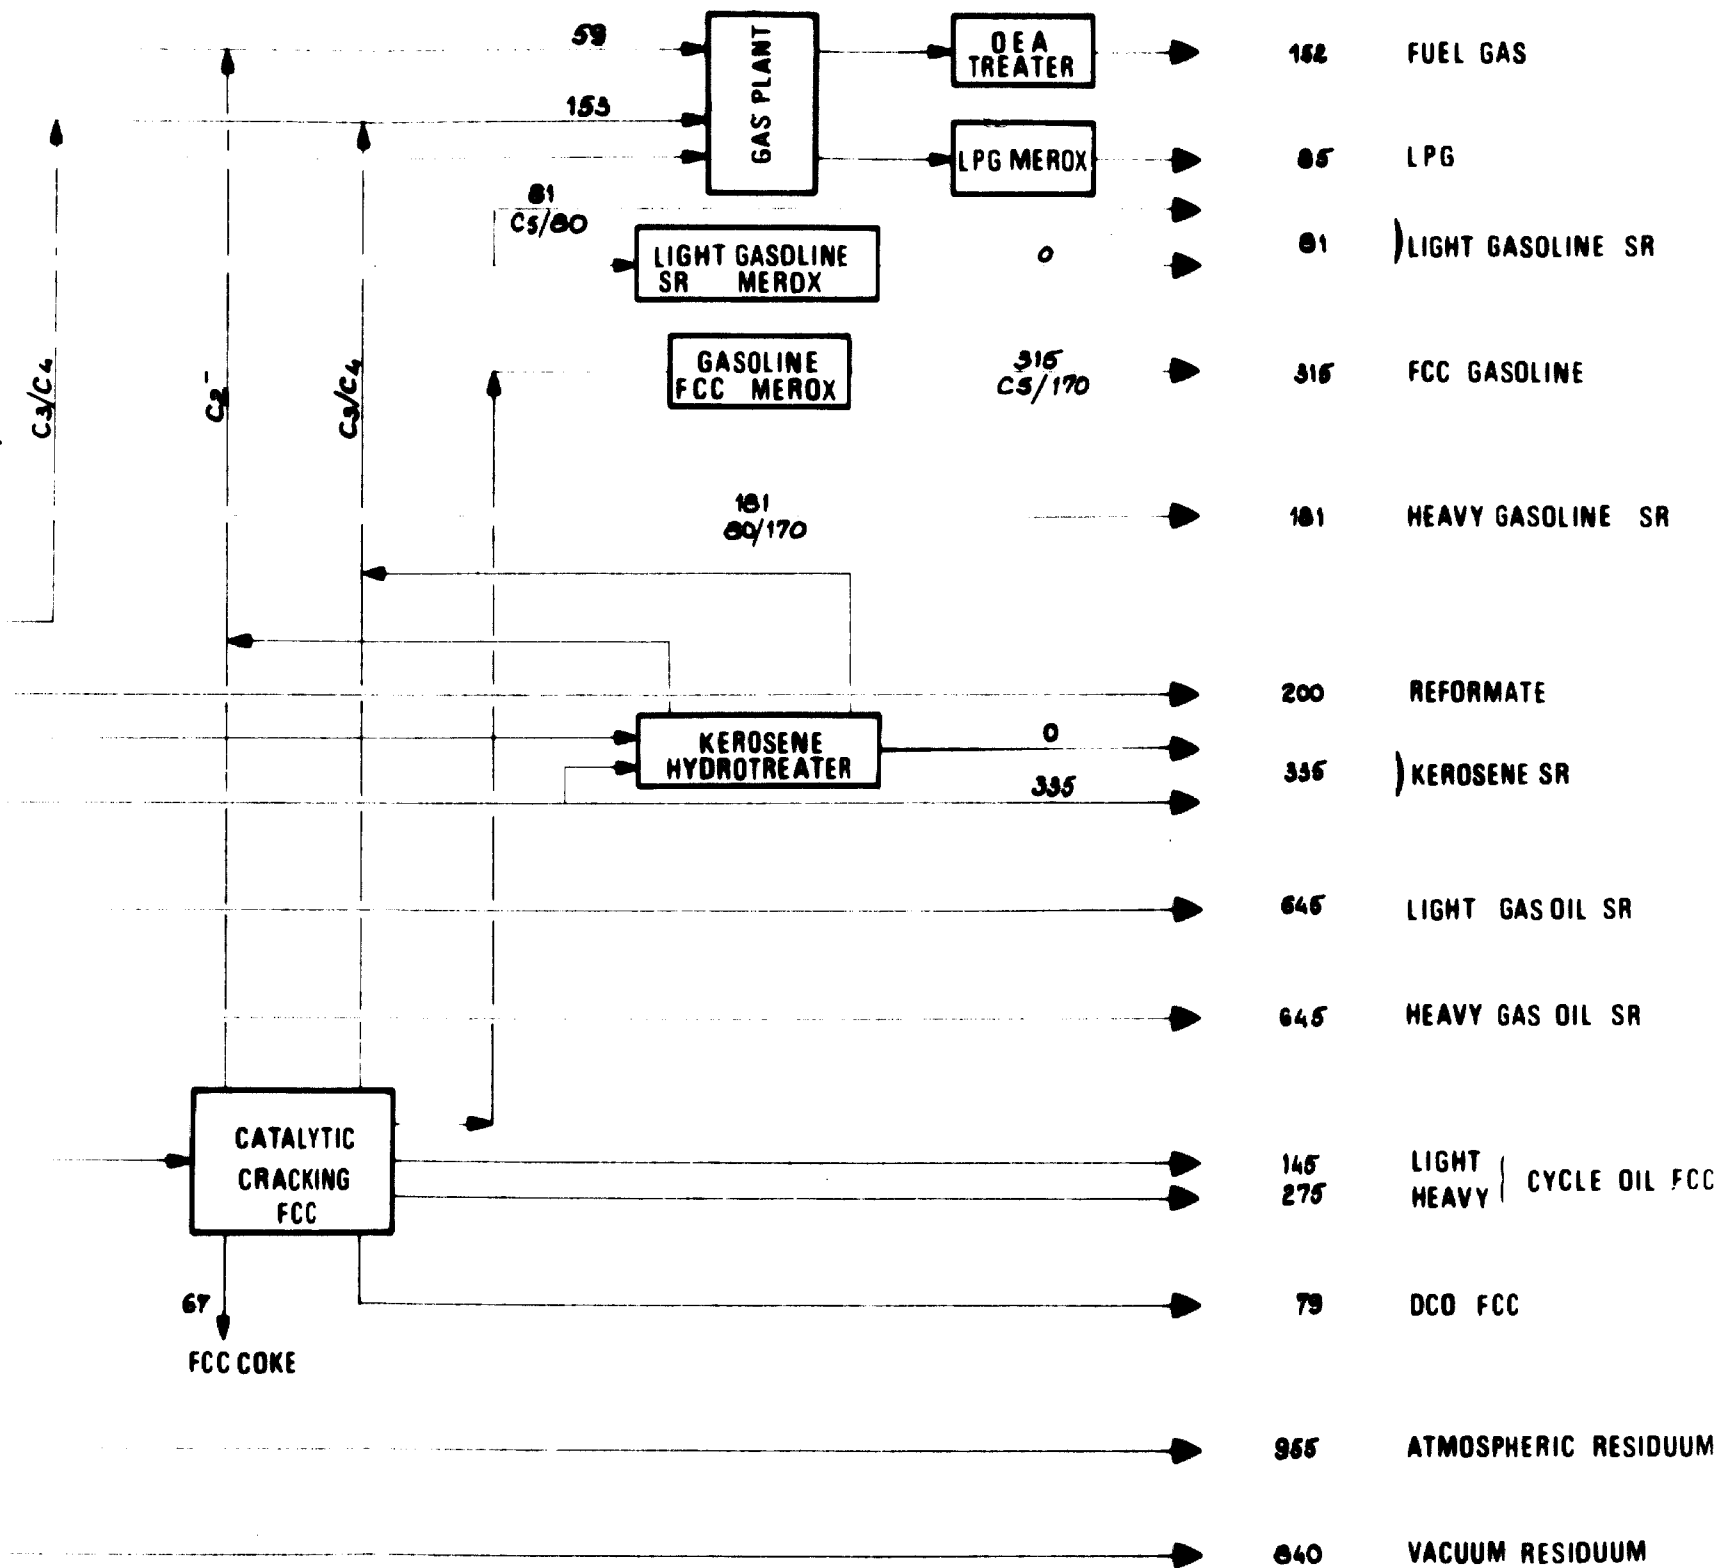 59
GAS PLANT
DEA
TREATER
FUEL GAS
153
LPG MEROX
LPG
81
C5/80
LIGHT GASOLINE
SR MEROX
0
81
) LIGHT GASOLINE SR
C3/C4
C2-
C3/C4
GASOLINE
FCC MEROX
315
C5/170
315 FCC GASOLINE
181
80/170
181 HEAVY GASOLINE SR
200 REFORMATE
KEROSENE
HYDROTREATER
0
335
335 ) KEROSENE SR
LIGHT GAS OIL SR
645 HEAVY GAS OIL SR
CATALYTIC
CRACKING
FCC
145 LIGHT
275 HEAVY
CYCLE OIL FCC
67
FCC COKE
79 DCO FCC
955 ATMOSPHERIC RESIDUUM
840 VACUUM RESIDUUM